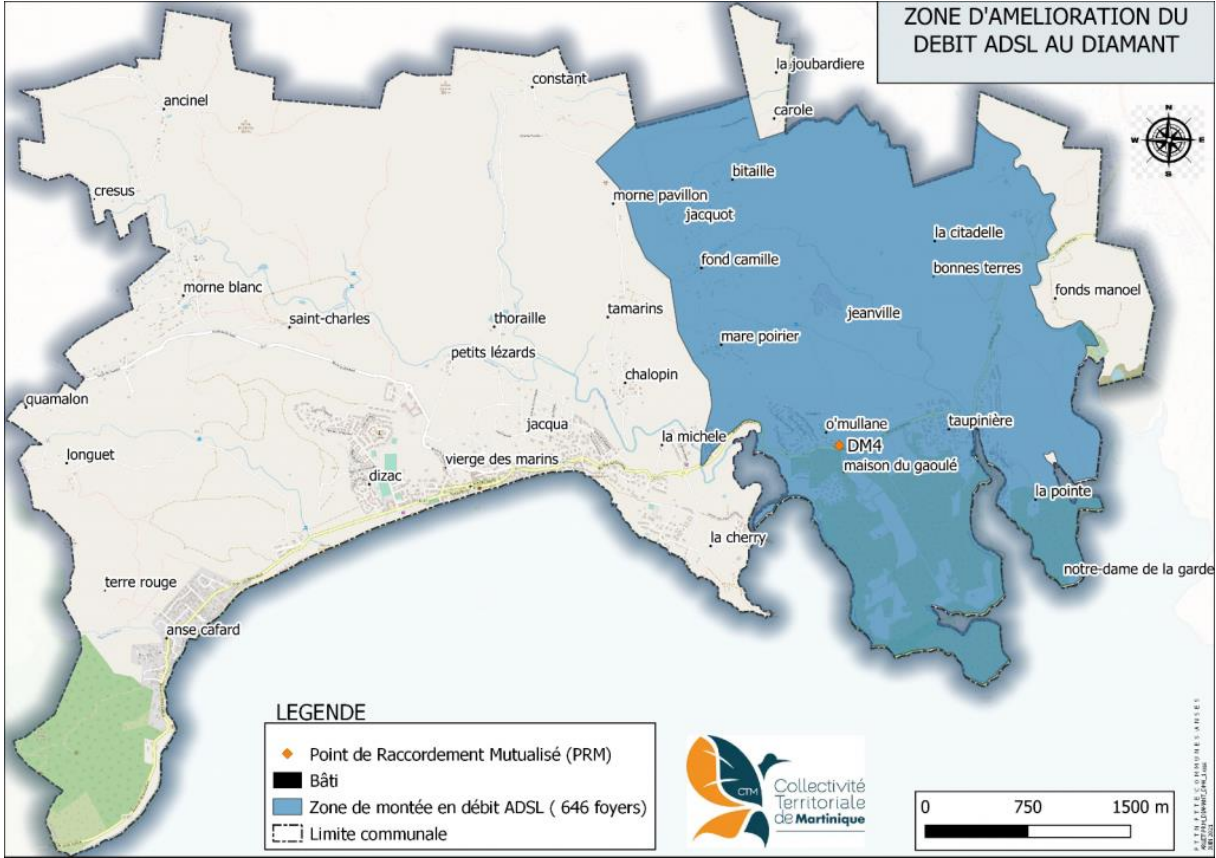 ZONE D'AMELIORATION DU
DEBIT ADSL AU DIAMANT
la joubardiere
constant
ancinel
carole
N
W
E
S
bitaille
cresus
morne pavillon
jacquot
la citadelle
fond camille
bonnes terres
morne blanc
fonds manoel
saint-charles
thoraille
tamarins
jeanville
mare poirier
petits lézards
chalopin
quamalon
jacqua
o'mullane
taupinière
la michele
DM4
longuet
vierge des marins
maison du gaoulé
dizac
la pointe
la cherry
notre-dame de la garde
terre rouge
anse cafard
LEGENDE
Point de Raccordement Mutualisé (PRM)
Bâti
Zone de montée en débit ADSL ( 646 foyers)
Limite communale
CTM
Collectivité
Territoriale
de Martinique
0 750 1500 m